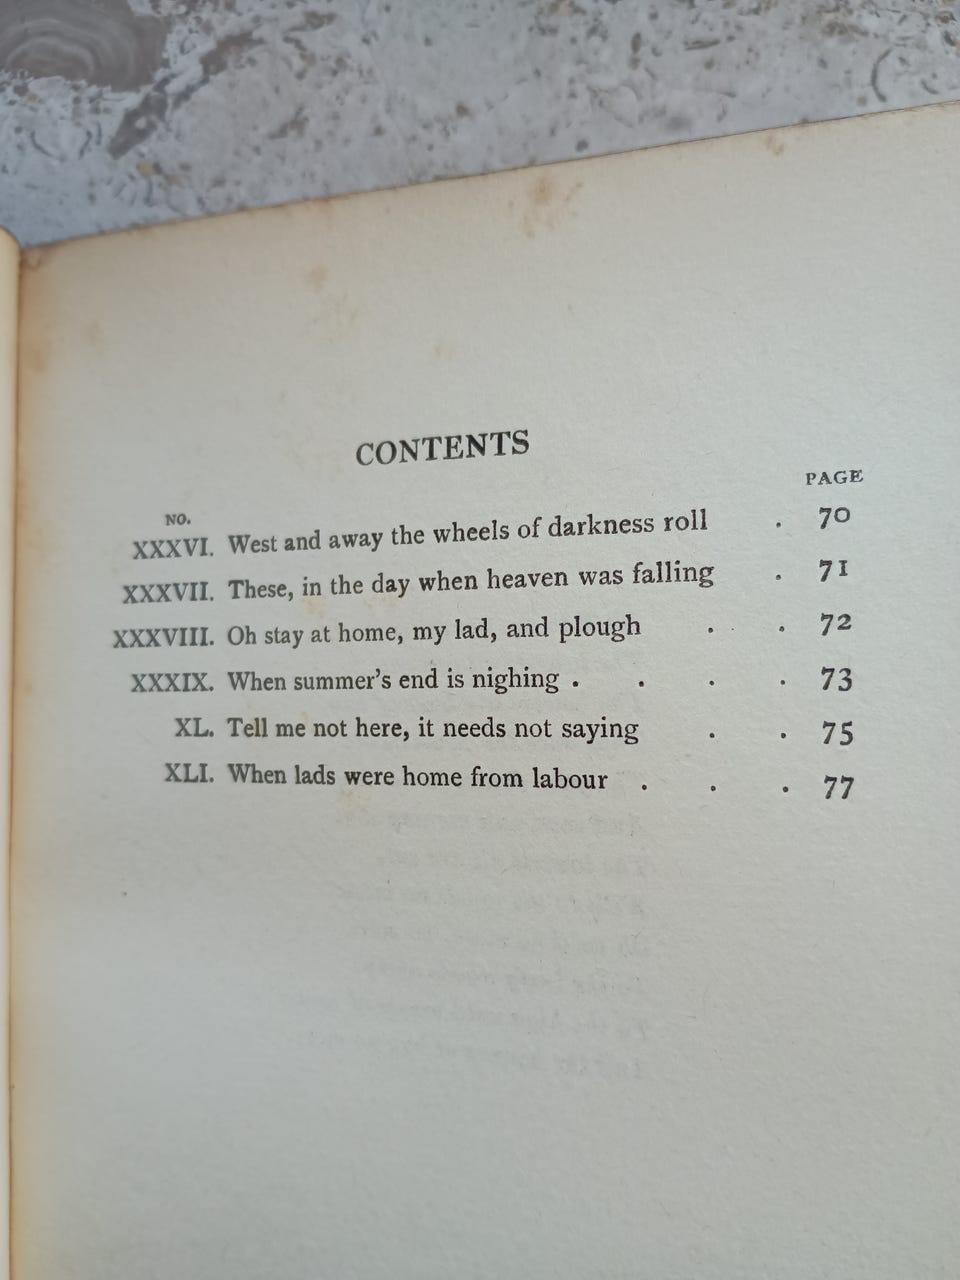 CONTENTS
NO. PAGE
XXXVI. West and away the wheels of darkness roll . 70
XXXVII. These, in the day when heaven was falling . 71
XXXVIII. Oh stay at home, my lad, and plough . . 72
XXXIX. When summer's end is nighing . . . . 73
XL. Tell me not here, it needs not saying . . 75
XLI. When lads were home from labour . . . 77